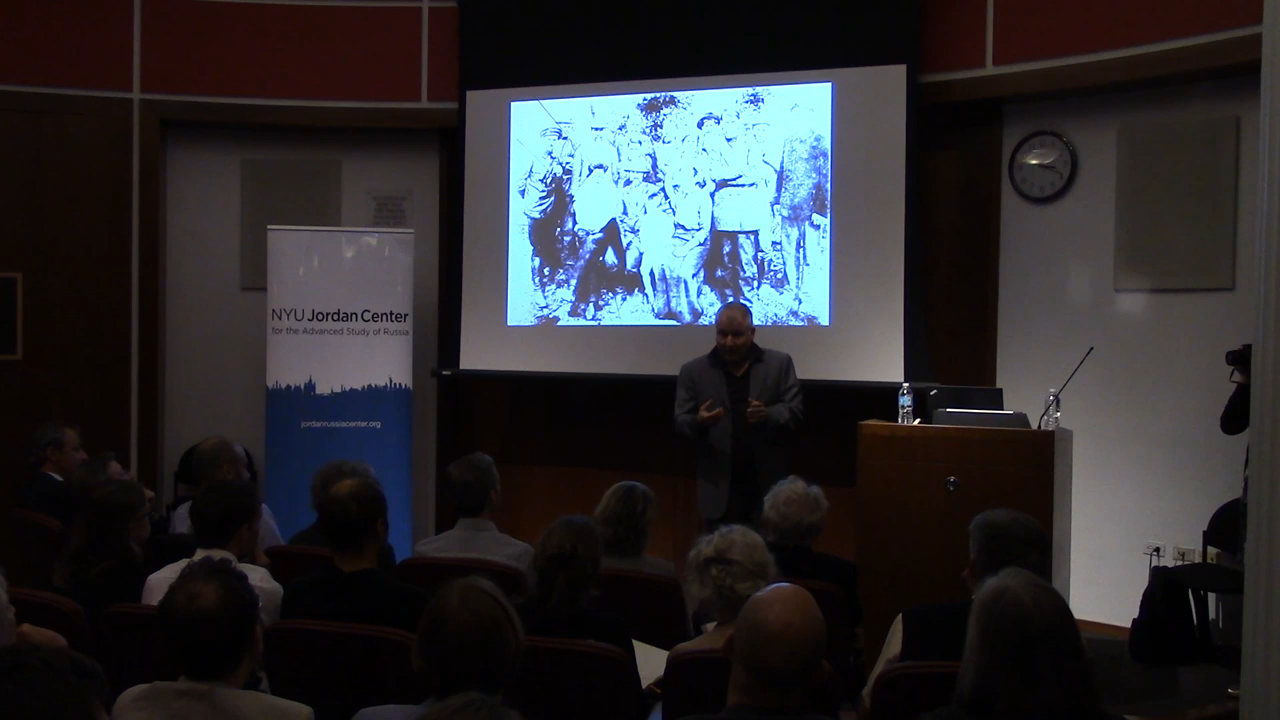 NYU Jordan Center
for the Advanced Study of Russia
jordanrussiacenter.org